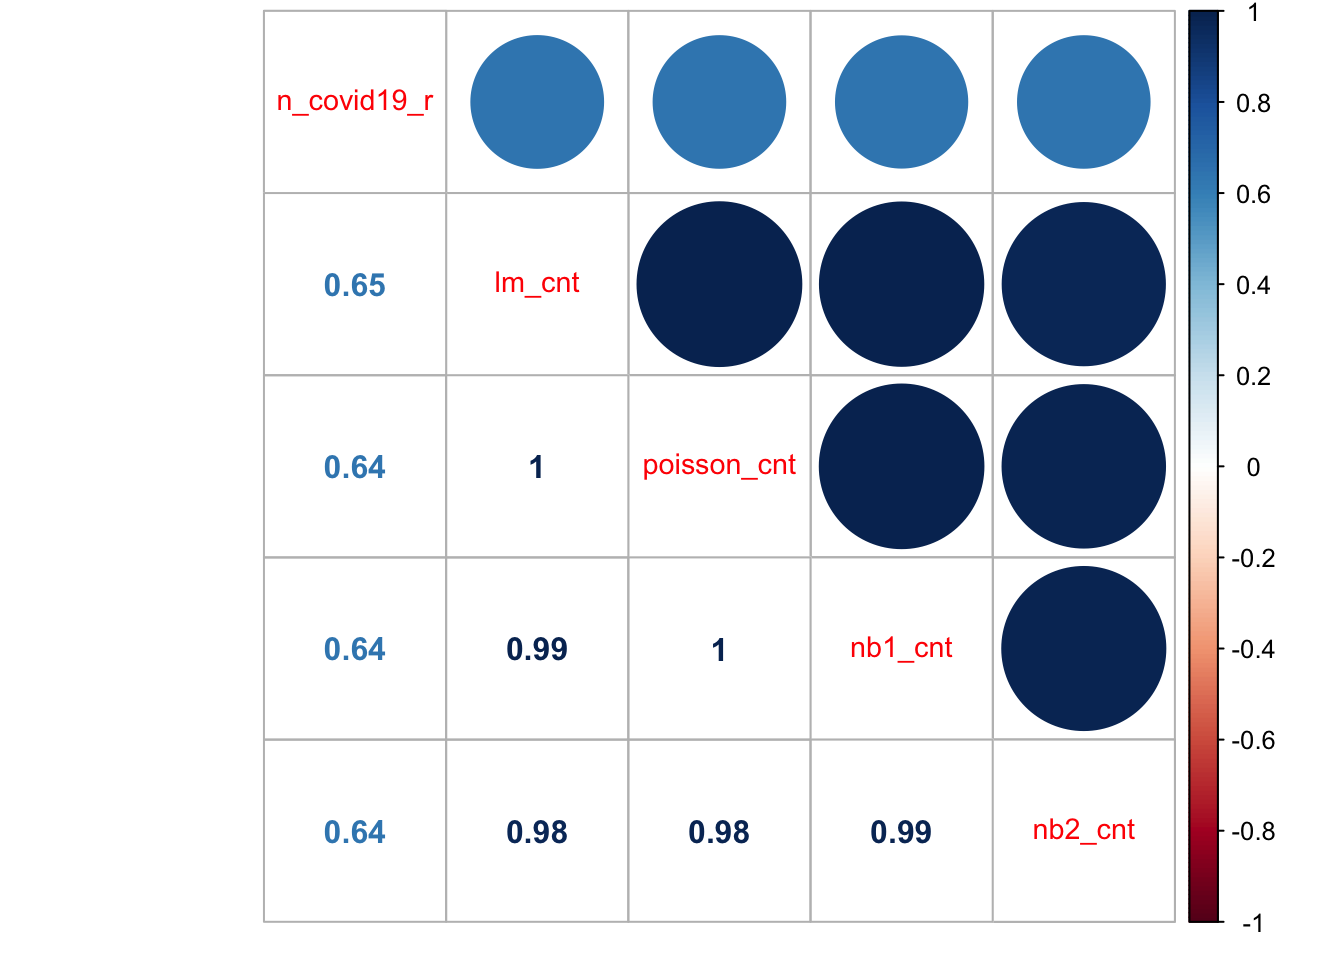 n_covid19_r
0.65 lm_cnt
0.64 1 poisson_cnt
0.64 0.99 1 nb1_cnt
0.64 0.98 0.98 0.99 nb2_cnt
1
0.8
0.6
0.4
0.2
0
-0.2
-0.4
-0.6
-0.8
-1